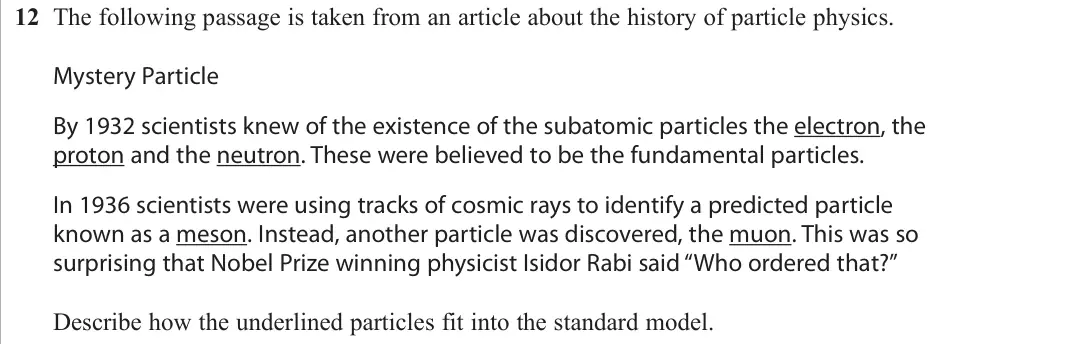 12 The following passage is taken from an article about the history of particle physics.
Mystery Particle
By 1932 scientists knew of the existence of the subatomic particles the electron, the
proton and the neutron. These were believed to be the fundamental particles.
In 1936 scientists were using tracks of cosmic rays to identify a predicted particle
known as a meson. Instead, another particle was discovered, the muon. This was so
surprising that Nobel Prize winning physicist Isidor Rabi said “Who ordered that?”
Describe how the underlined particles fit into the standard model.